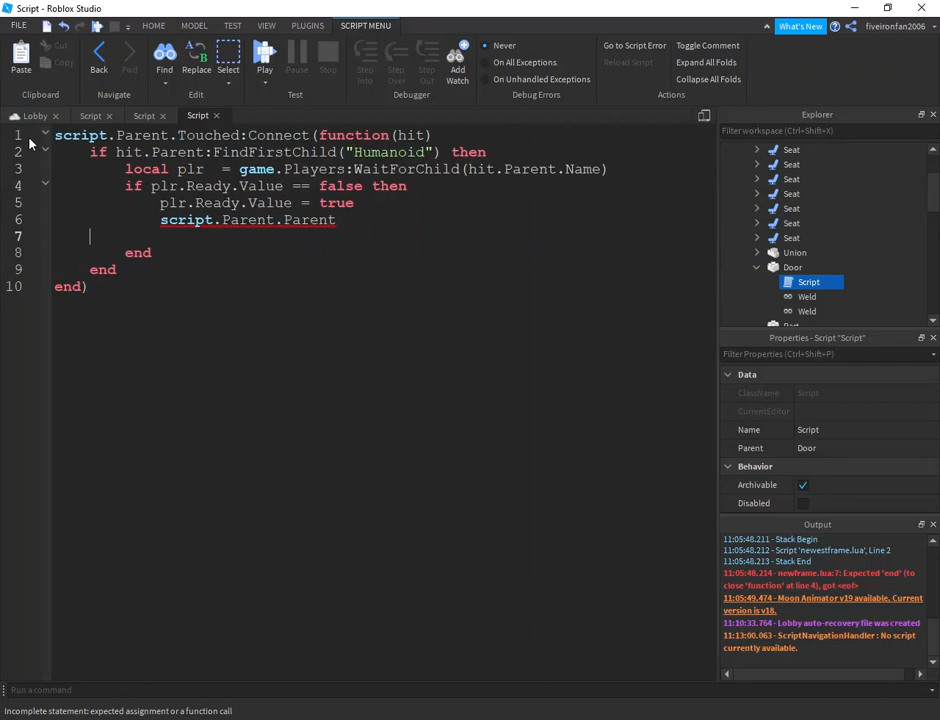 Script - Roblox Studio
FILE HOME MODEL TEST VIEW PLUGINS SCRIPT MENU What's New fiveironfan2006
Paste Cut Copy Back Fwd Find Replace Select Play Pause Stop Step Into Step Over Step Out Add Watch Never On All Exceptions On Unhandled Exceptions Go to Script Error Reload Script Toggle Comment Expand All Folds Collapse All Folds
Clipboard Navigate Edit Test Debugger Debug Errors Actions
Lobby Script Script Script
1 script.Parent.Touched:Connect(function(hit)
2 if hit.Parent:FindFirstChild("Humanoid") then
3 local plr = game.Players:WaitForChild(hit.Parent.Name)
4 if plr.Ready.Value == false then
5 plr.Ready.Value = true
6 script.Parent.Parent
7
8 end
9 end
10 end)
Explorer
Filter workspace (Ctrl+Shift+X)
Seat
Seat
Seat
Seat
Seat
Seat
Seat
Union
Door
Script
Weld
Weld
Part
Properties - Script "Script"
Filter Properties (Ctrl+Shift+P)
Data
ClassName Script
CurrentEditor
Name Script
Parent Door
Behavior
Archivable
Disabled
Output
11:05:48.211 - Stack Begin
11:05:48.212 - Script 'newestframe.lua', Line 2
11:05:48.213 - Stack End
11:05:48.214 - newframe.lua:7: Expected 'end' (to
close 'function' at line 4), got <eof>
11:05:49.474 - Moon Animator v19 available. Current
version is v18.
11:10:33.764 - Lobby auto-recovery file was created
11:13:00.063 - ScriptNavigationHandler : No script
currently available.
Run a command
Incomplete statement: expected assignment or a function call